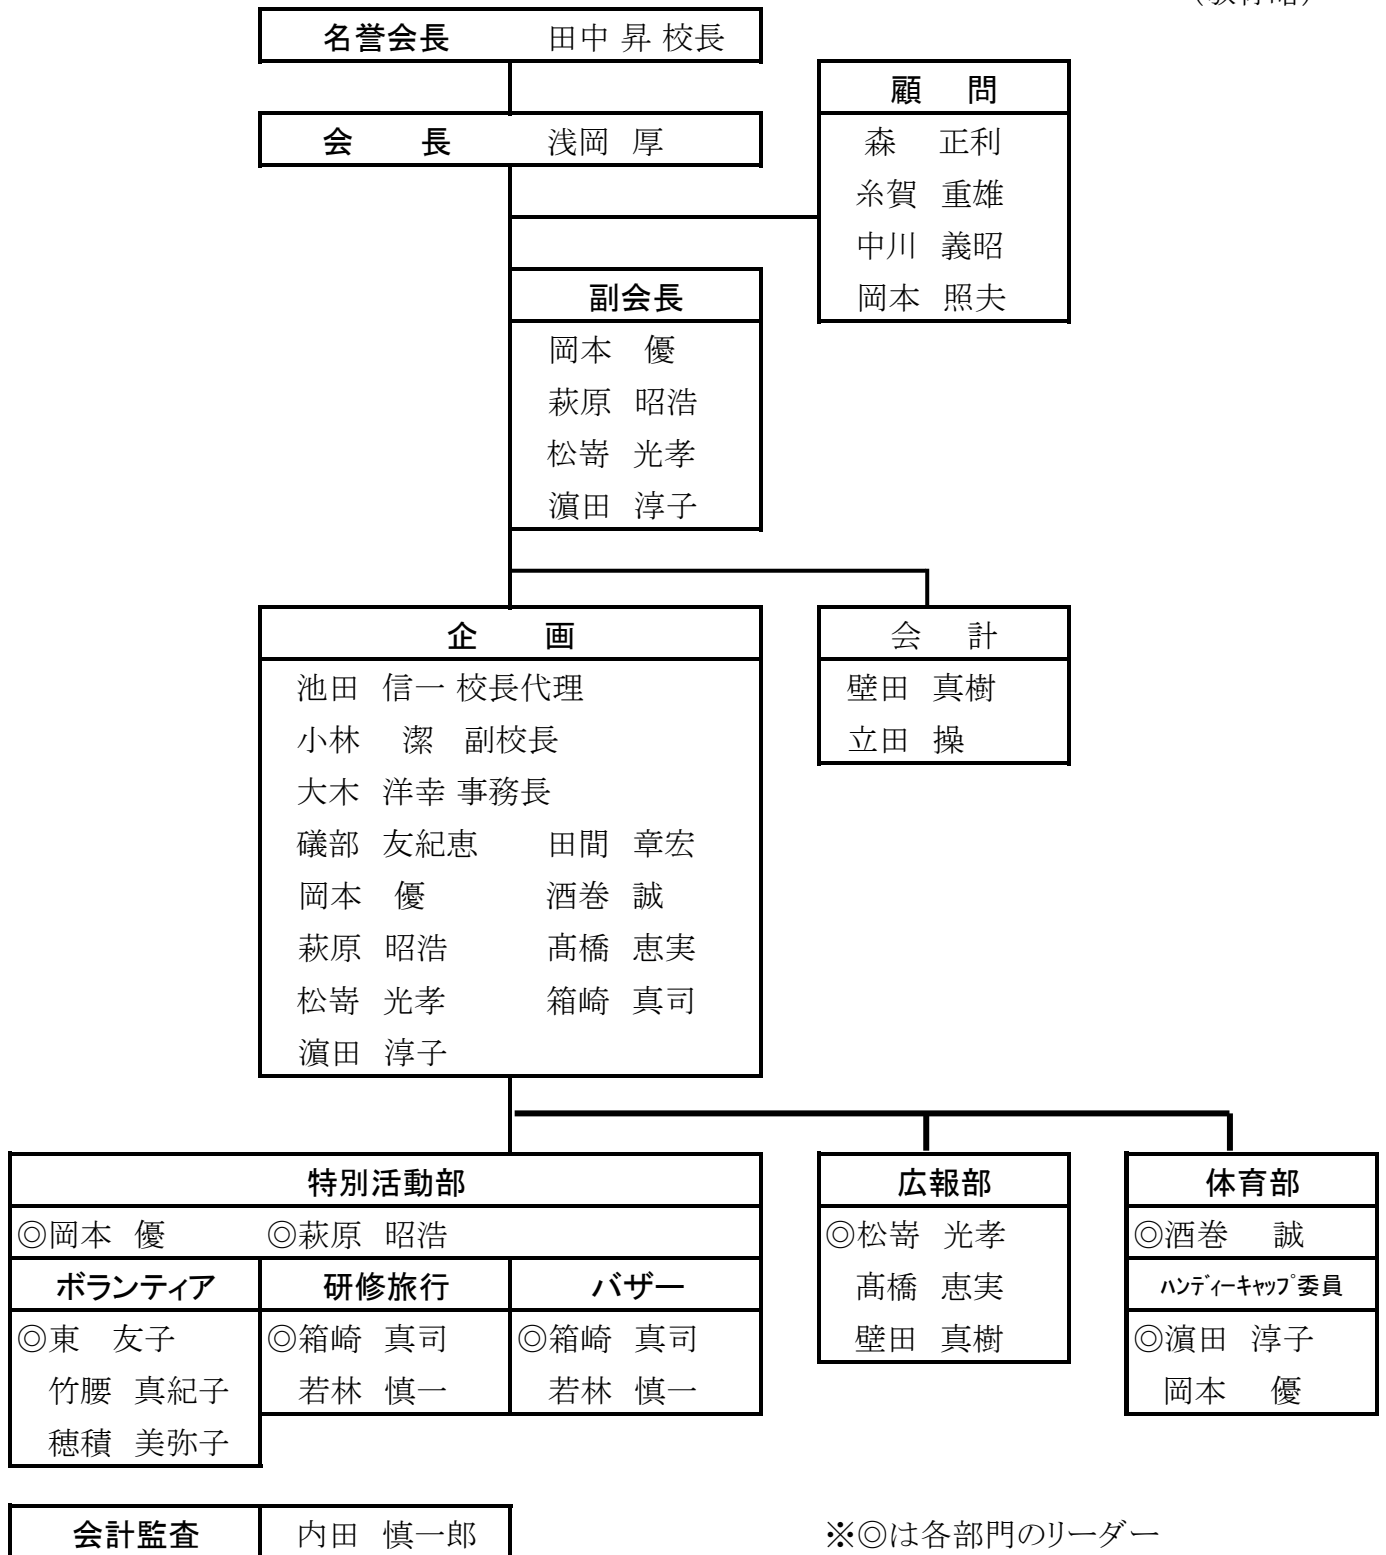 名誉会長 田中 昇 校長
会 長 浅岡 厚
顧 問
森 正利
糸賀 重雄
中川 義昭
岡本 照夫
副会長
岡本 優
萩原 昭浩
松嵜 光孝
濵田 淳子
企 画
池田 信一 校長代理
小林 潔 副校長
大木 洋幸 事務長
礒部 友紀恵 田間 章宏
岡本 優 酒巻 誠
萩原 昭浩 髙橋 恵実
松嵜 光孝 箱崎 真司
濵田 淳子
会 計
壁田 真樹
立田 操
特別活動部
◎岡本 優 ◎萩原 昭浩
ボランティア
◎東 友子
竹腰 真紀子
穂積 美弥子
研修旅行
◎箱崎 真司
若林 慎一
バザー
◎箱崎 真司
若林 慎一
広報部
◎松嵜 光孝
髙橋 恵実
壁田 真樹
体育部
◎酒巻 誠
ハンディーキャップ委員
◎濵田 淳子
岡本 優
会計監査 内田 慎一郎
※◎は各部門のリーダー